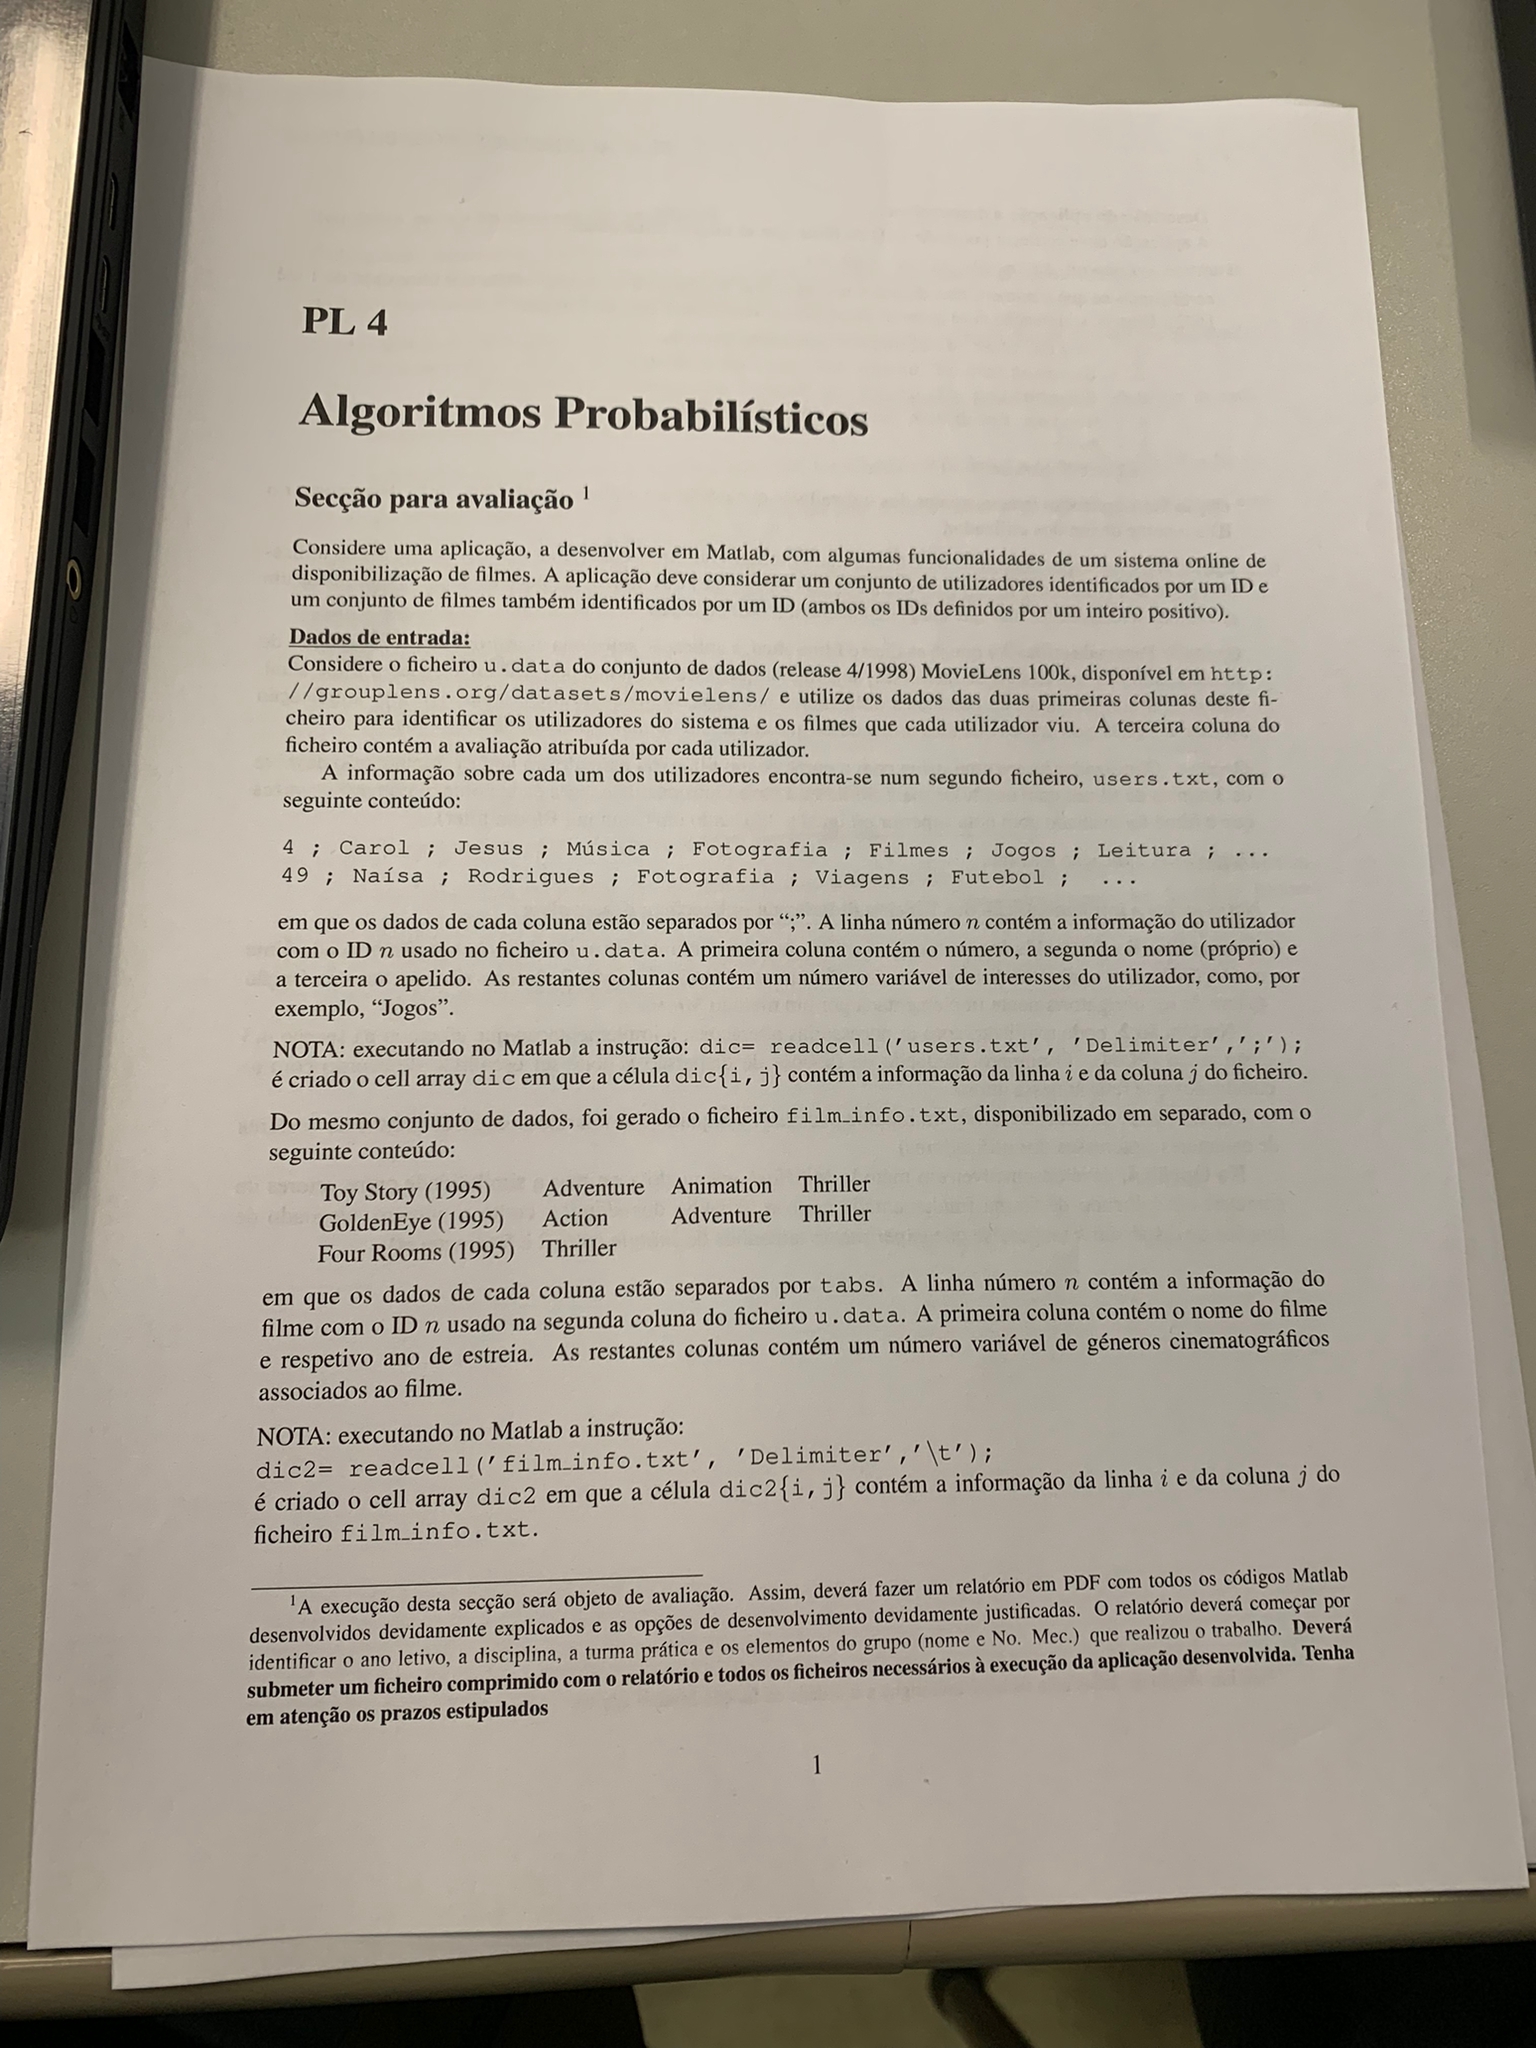 PL 4
Algoritmos Probabilísticos
Secção para avaliação 1
Considere uma aplicação, a desenvolver em Matlab, com algumas funcionalidades de um sistema online de
disponibilização de filmes. A aplicação deve considerar um conjunto de utilizadores identificados por um ID e
um conjunto de filmes também identificados por um ID (ambos os IDs definidos por um inteiro positivo).
Dados de entrada:
Considere o ficheiro u.data do conjunto de dados (release 4/1998) MovieLens 100k, disponível em http:
//grouplens.org/datasets/movielens/ e utilize os dados das duas primeiras colunas deste fi-
cheiro para identificar os utilizadores do sistema e os filmes que cada utilizador viu. A terceira coluna do
ficheiro contém a avaliação atribuída por cada utilizador.
A informação sobre cada um dos utilizadores encontra-se num segundo ficheiro, users.txt, com o
seguinte conteúdo:
4 ; Carol ; Jesus ; Música ; Fotografia ; Filmes ; Jogos ; Leitura ; ...
49 ; Naísa ; Rodrigues ; Fotografia ; Viagens ; Futebol ; ...
em que os dados de cada coluna estão separados por “;”. A linha número n contém a informação do utilizador
com o ID n usado no ficheiro u.data. A primeira coluna contém o número, a segunda o nome (próprio) e
a terceira o apelido. As restantes colunas contém um número variável de interesses do utilizador, como, por
exemplo, “Jogos”.
NOTA: executando no Matlab a instrução: dic= readcell('users.txt', 'Delimiter',';');
é criado o cell array dic em que a célula dic{i,j} contém a informação da linha i e da coluna j do ficheiro.
Do mesmo conjunto de dados, foi gerado o ficheiro film_info.txt, disponibilizado em separado, com o
seguinte conteúdo:
Toy Story (1995) Adventure Animation Thriller
GoldenEye (1995) Action Adventure Thriller
Four Rooms (1995) Thriller
em que os dados de cada coluna estão separados por tabs. A linha número n contém a informação do
filme com o ID n usado na segunda coluna do ficheiro u.data. A primeira coluna contém o nome do filme
e respetivo ano de estreia. As restantes colunas contém um número variável de géneros cinematográficos
associados ao filme.
NOTA: executando no Matlab a instrução:
dic2= readcell('film_info.txt', 'Delimiter','\t');
é criado o cell array dic2 em que a célula dic2{i,j} contém a informação da linha i e da coluna j do
ficheiro film_info.txt.
1A execução desta secção será objeto de avaliação. Assim, deverá fazer um relatório em PDF com todos os códigos Matlab
desenvolvidos devidamente explicados e as opções de desenvolvimento devidamente justificadas. O relatório deverá começar por
identificar o ano letivo, a disciplina, a turma prática e os elementos do grupo (nome e No. Mec.) que realizou o trabalho. Deverá
submeter um ficheiro comprimido com o relatório e todos os ficheiros necessários à execução da aplicação desenvolvida. Tenha
em atenção os prazos estipulados
1